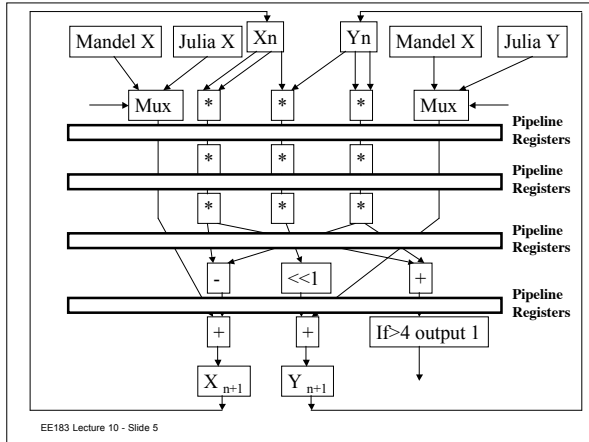 Mandel X
Julia X
Xn
Yn
Mandel X
Julia Y
Mux
*
*
*
Mux
Pipeline
Registers
*
*
*
Pipeline
Registers
*
*
*
Pipeline
Registers
-
<<1
+
Pipeline
Registers
+
+
If>4 output 1
X n+1
Y n+1
EE183 Lecture 10 - Slide 5